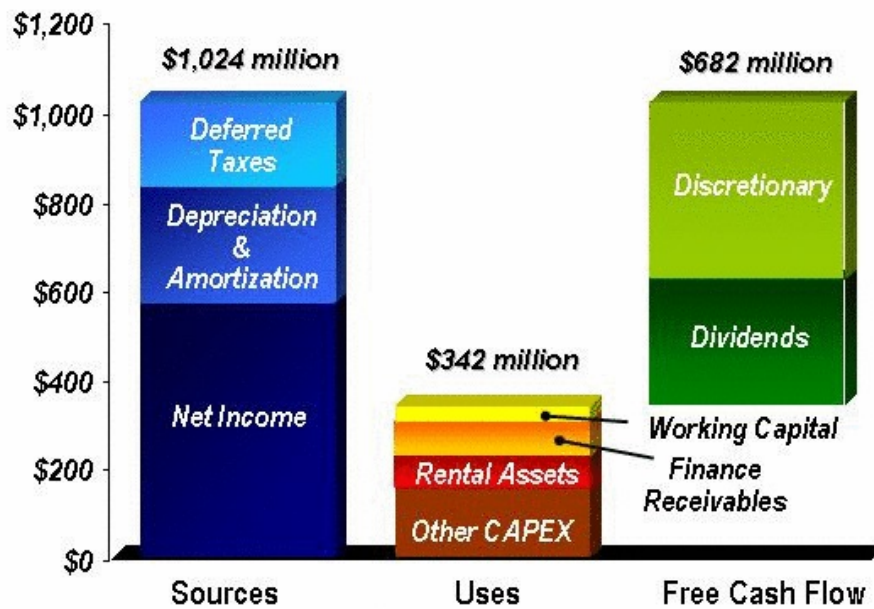 $1,200
$1,000
$800
$600
$400
$200
$0
$1,024 million
Deferred
Taxes
Depreciation
&
Amortization
Net Income
$342 million
Rental Assets
Other CAPEX
$682 million
Discretionary
Dividends
Working Capital
Finance
Receivables
Sources
Uses
Free Cash Flow